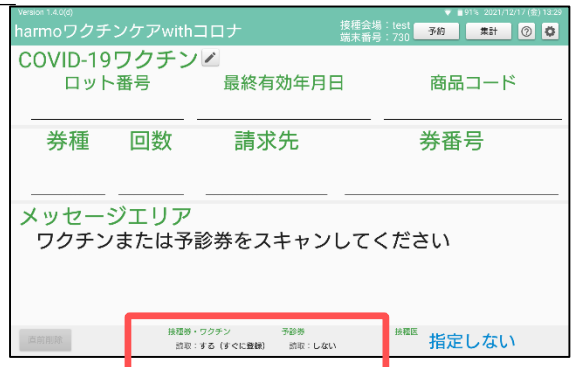 Version 1.4.0(d)
91% 2021/12/17(金) 13:29
harmoワクチンケアwithコロナ
接種会場：test
端末番号：730
予約
集計
?
COVID-19ワクチン
ロット番号
最終有効年月日
商品コード
券種
回数
請求先
券番号
メッセージエリア
ワクチンまたは予診券をスキャンしてください
直前削除
接種券・ワクチン
読取：する (すぐに登録)
予診券
読取：しない
接種医
指定しない